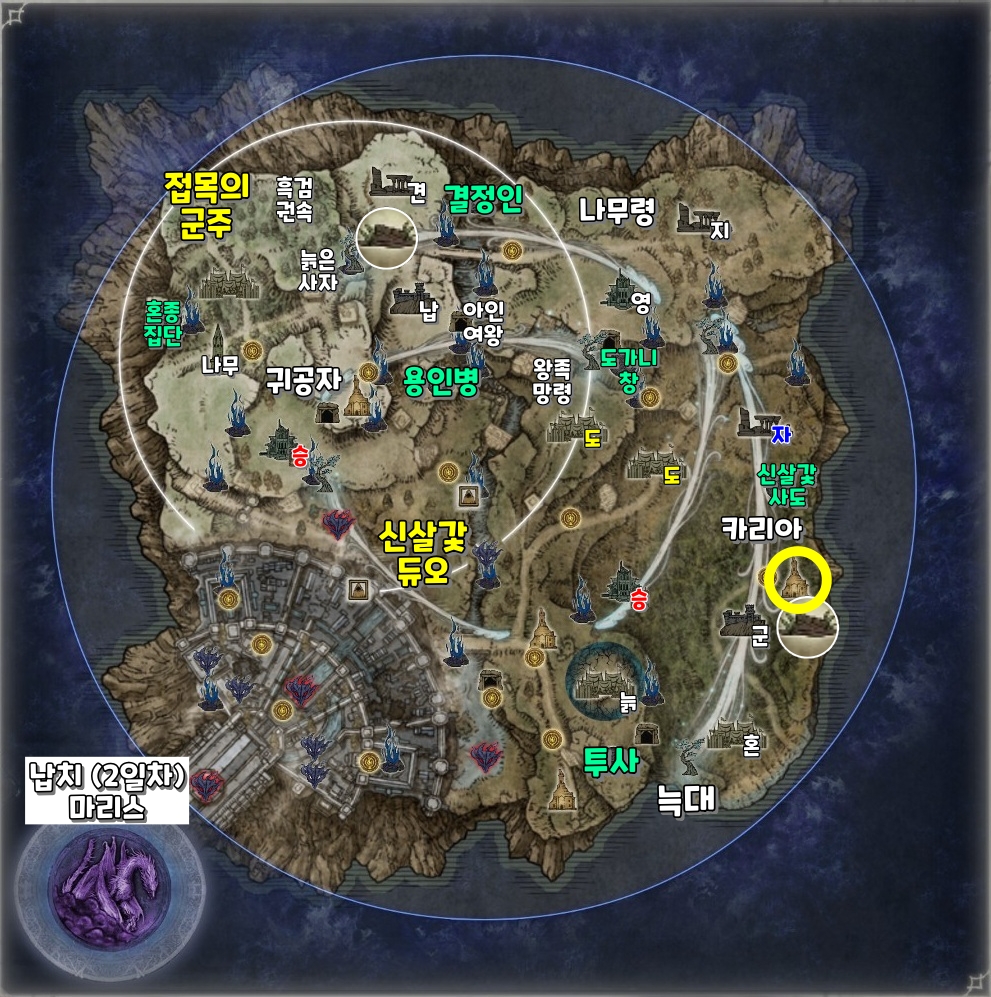 접목의
군주
흑검
권속
견
결정인
나무령
지
늙은
사자
혼종
집단
납
아인
여왕
영
나무
귀공자
용인병
왕족
망령
도가니
창
승
도
도
자
신살갗
사도
신살갗
듀오
카리아
승
군
늙
혼
투사
늑대
납치 (2일차)
마리스